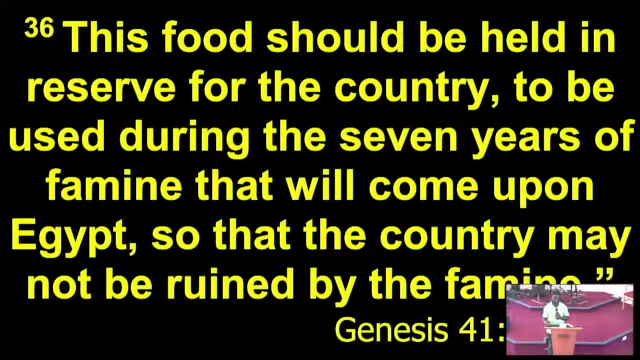 36 This food should be held in
reserve for the country, to be
used during the seven years of
famine that will come upon
Egypt, so that the country may
not be ruined by the famine.”
Genesis 41: